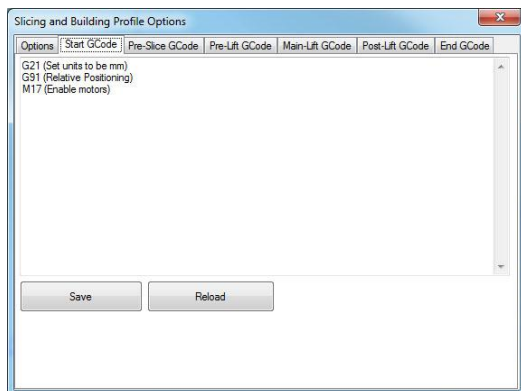 Slicing and Building Profile Options
Options Start GCode Pre-Slice GCode Pre-Lift GCode Main-Lift GCode Post-Lift GCode End GCode
G21 (Set units to be mm)
G91 (Relative Positioning)
M17 (Enable motors)
Save Reload